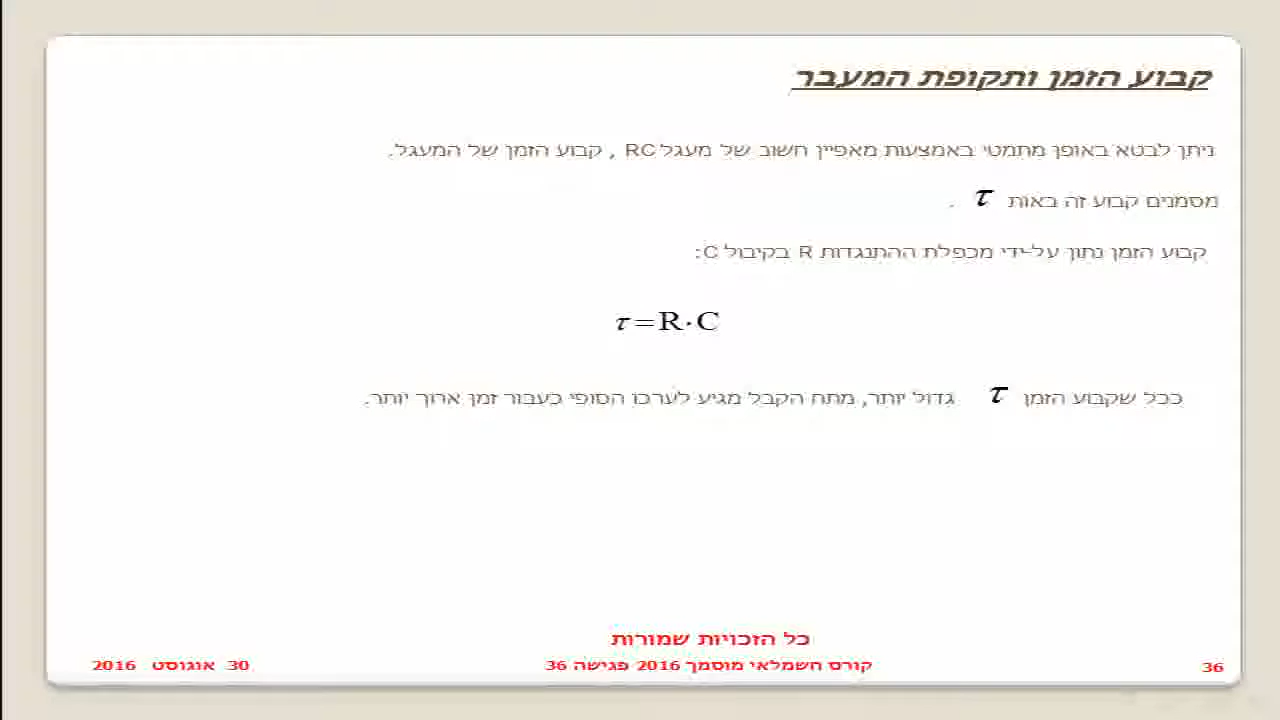 קבוע הזמן ותקופת המעבר
ניתן לבטא באופן מתמטי באמצעות מאפיין חשוב של מעגל RC , קבוע הזמן של המעגל.
מסמנים קבוע זה באות τ .
קבוע הזמן נתון על-ידי מכפלת ההתנגדות R בקיבול C:
τ=R·C
ככל שקבוע הזמן τ גדול יותר, מתח הקבל מגיע לערכו הסופי כעבור זמן ארוך יותר.
כל הזכויות שמורות
36 קורס חשמלאי מוסמך 2016 פגישה 36 30 אוגוסט 2016